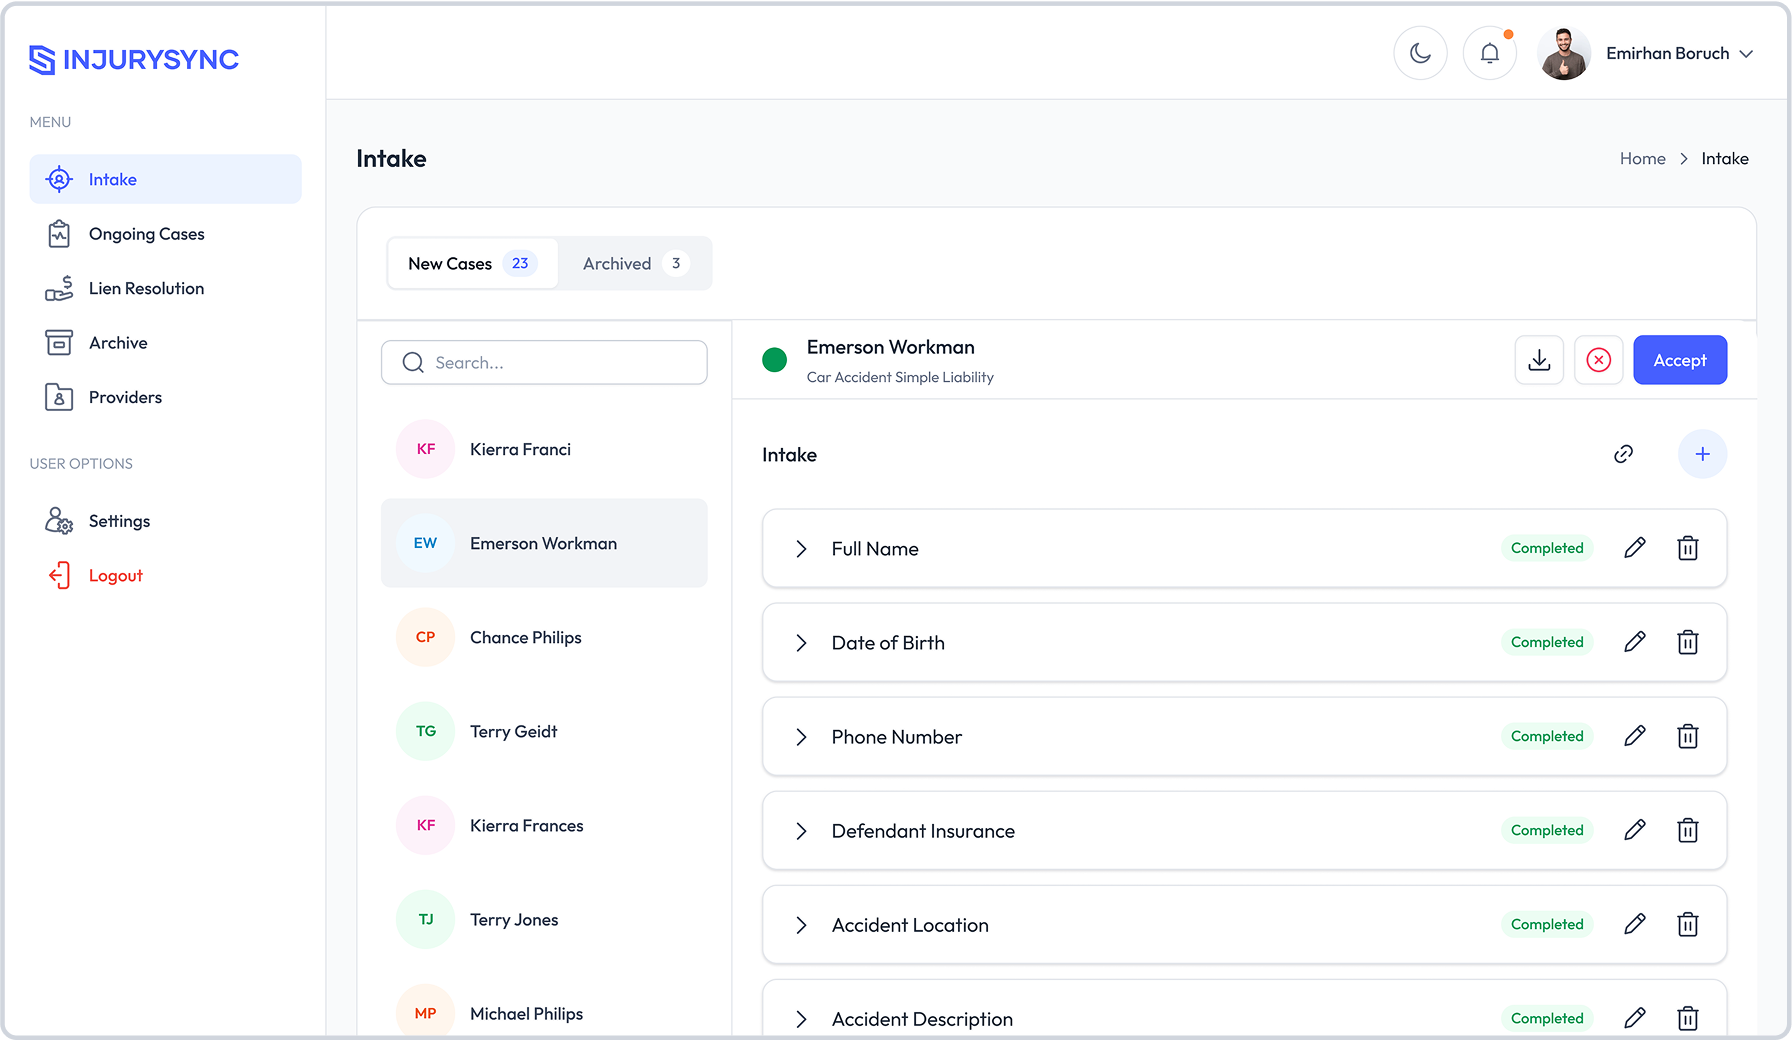 INJURYSYNC
Emirhan Boruch
MENU
Intake
Ongoing Cases
Lien Resolution
Archive
Providers
USER OPTIONS
Settings
Logout
Intake
Home > Intake
New Cases 23
Archived 3
Search...
Kierra Franci
KF
Emerson Workman
EW
Chance Philips
CP
Terry Geidt
TG
Kierra Frances
KF
Terry Jones
TJ
Michael Philips
MP
Emerson Workman
Car Accident Simple Liability
Accept
Intake
Full Name Completed
Date of Birth Completed
Phone Number Completed
Defendant Insurance Completed
Accident Location Completed
Accident Description Completed